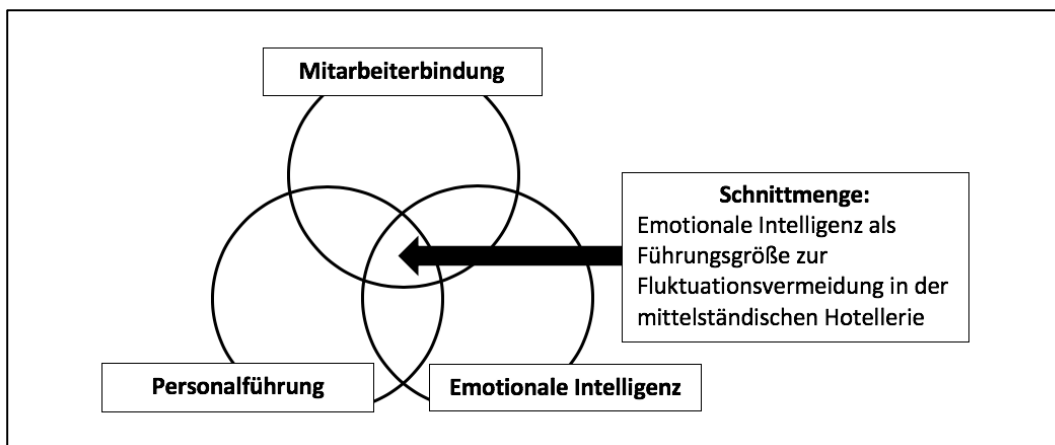 Mitarbeiterbindung
Schnittmenge:
Emotionale Intelligenz als
Führungsgröße zur
Fluktuationsvermeidung in der
mittelständischen Hotellerie
Personalführung
Emotionale Intelligenz